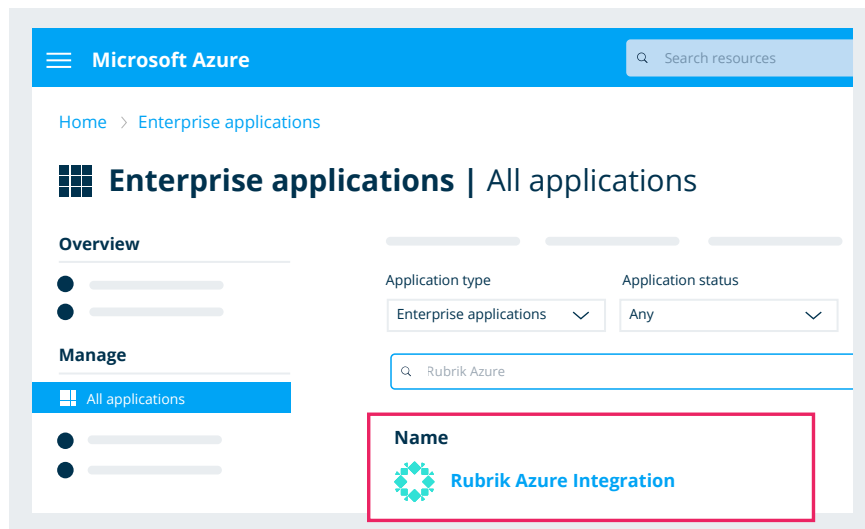 Microsoft Azure
Search resources
Home > Enterprise applications
Enterprise applications | All applications
Overview
Manage
All applications
Application type
Application status
Enterprise applications
Any
Rubrik Azure
Name
Rubrik Azure Integration